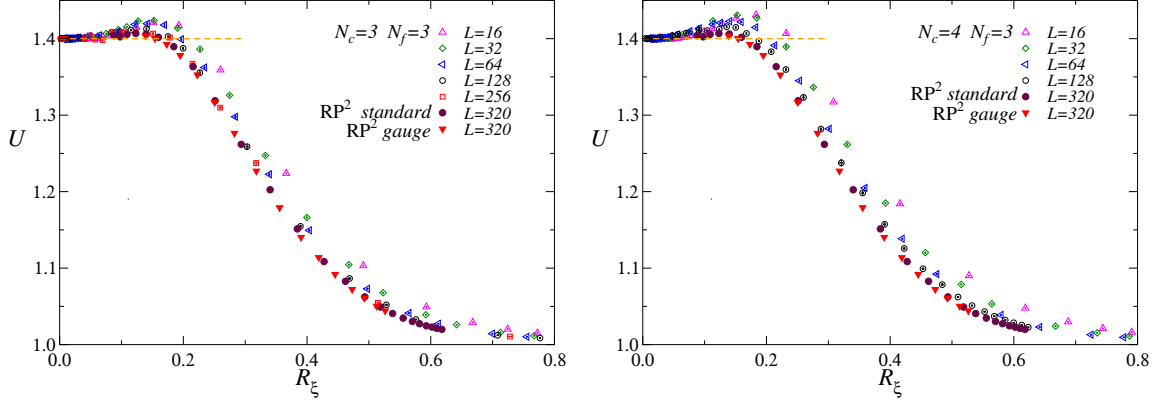 N_c=3 N_f=3
L=16
L=32
L=64
L=128
L=256
RP² standard L=320
RP² gauge L=320
U
1.4
1.3
1.2
1.1
1.0
0.0 0.2 0.4 0.6 0.8
R_ξ
N_c=4 N_f=3
L=16
L=32
L=64
L=128
RP² standard L=320
RP² gauge L=320
U
1.4
1.3
1.2
1.1
1.0
0.0 0.2 0.4 0.6 0.8
R_ξ